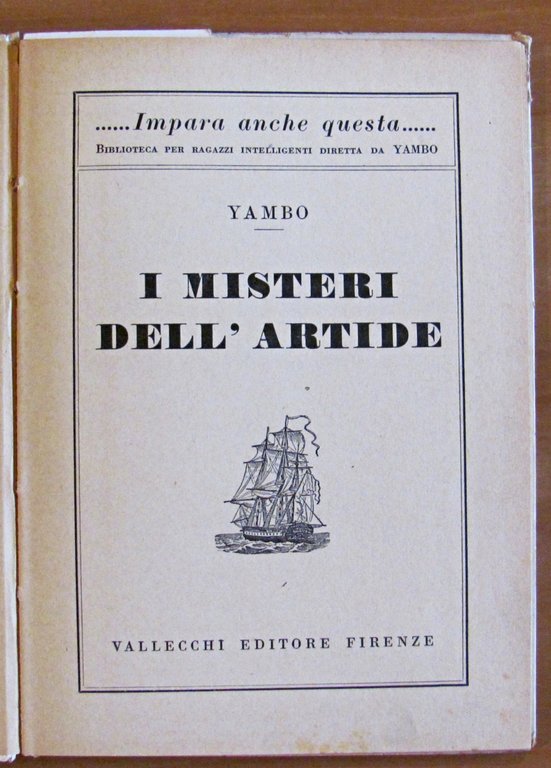 ......Impara anche questa......
BIBLIOTECA PER RAGAZZI INTELLIGENTI DIRETTA DA YAMBO
YAMBO
I MISTERI
DELL' ARTIDE
VALLECCHI EDITORE FIRENZE